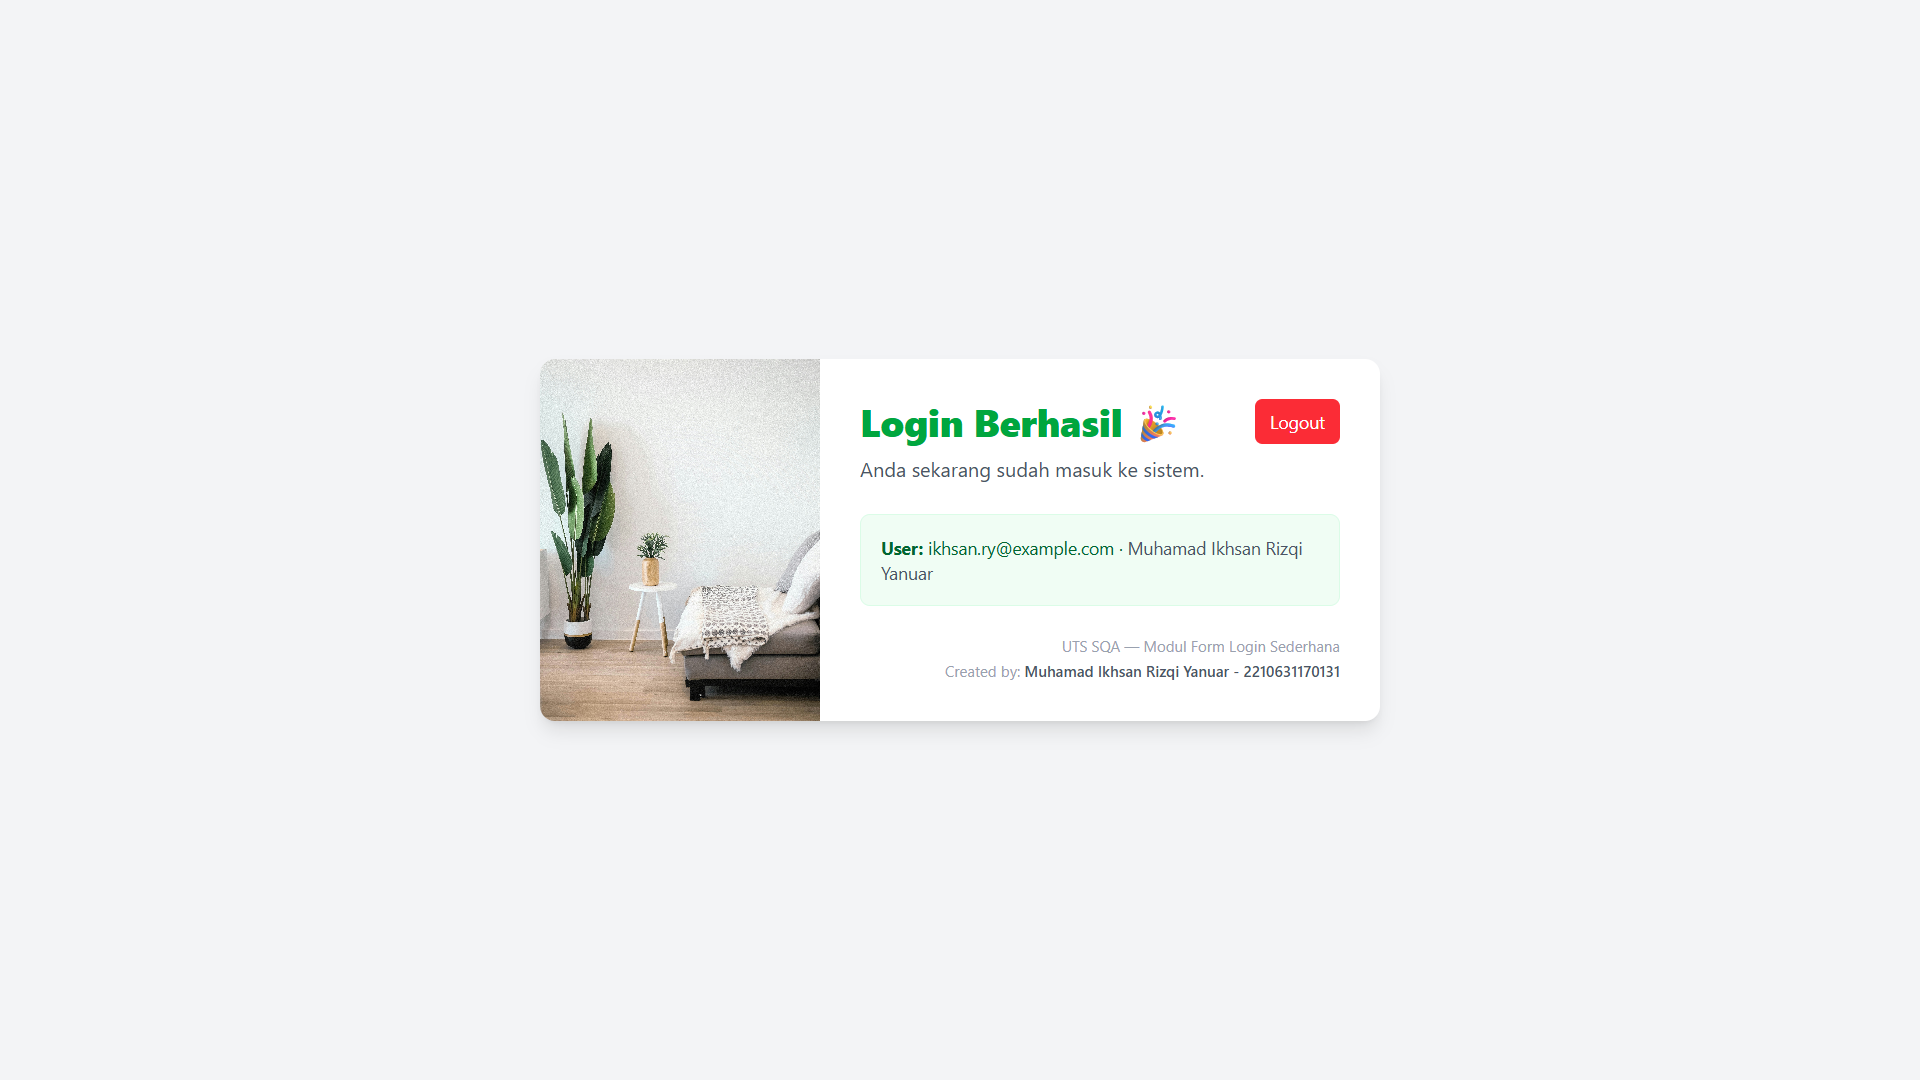 Login Berhasil 🎉
Logout
Anda sekarang sudah masuk ke sistem.
User: ikhsan.ry@example.com · Muhamad Ikhsan Rizqi
Yanuar
UTS SQA — Modul Form Login Sederhana
Created by: Muhamad Ikhsan Rizqi Yanuar - 2210631170131